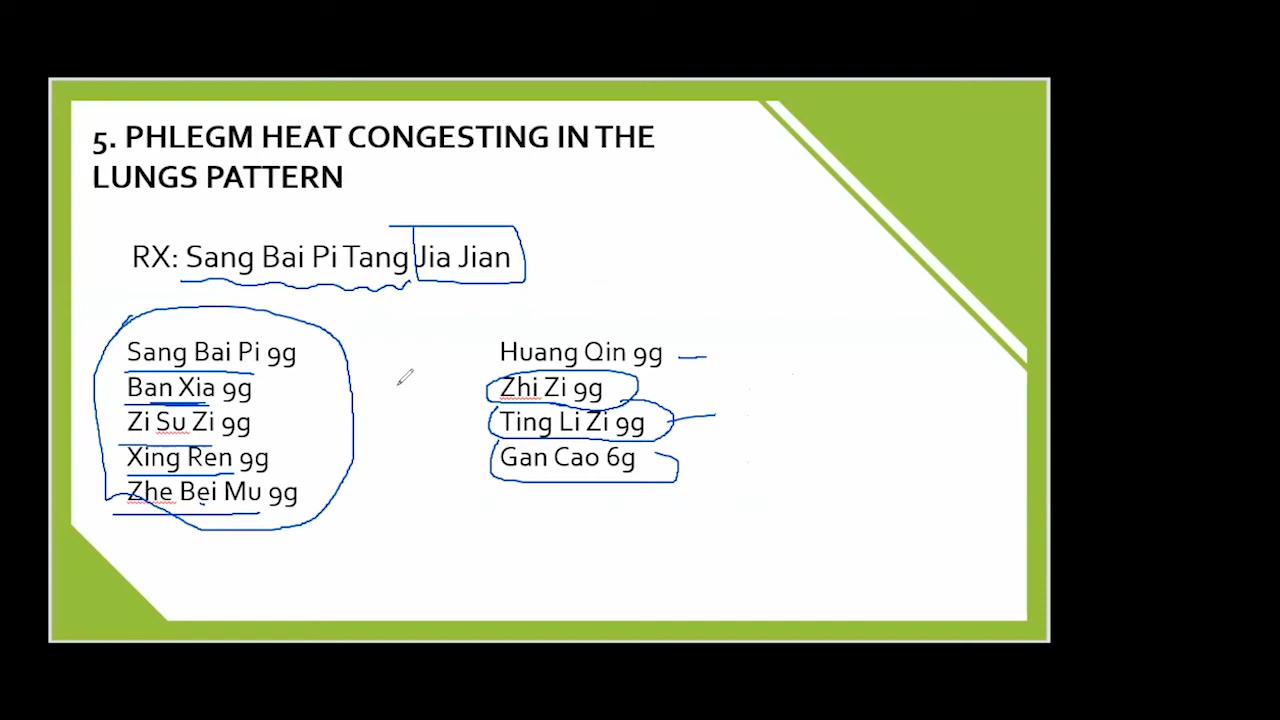 5. PHLEGM HEAT CONGESTING IN THE
LUNGS PATTERN
RX: Sang Bai Pi Tang Jia Jian
Sang Bai Pi 9g
Ban Xia 9g
Zi Su Zi 9g
Xing Ren 9g
Zhe Bei Mu 9g
Huang Qin 9g
Zhi Zi 9g
Ting Li Zi 9g
Gan Cao 6g